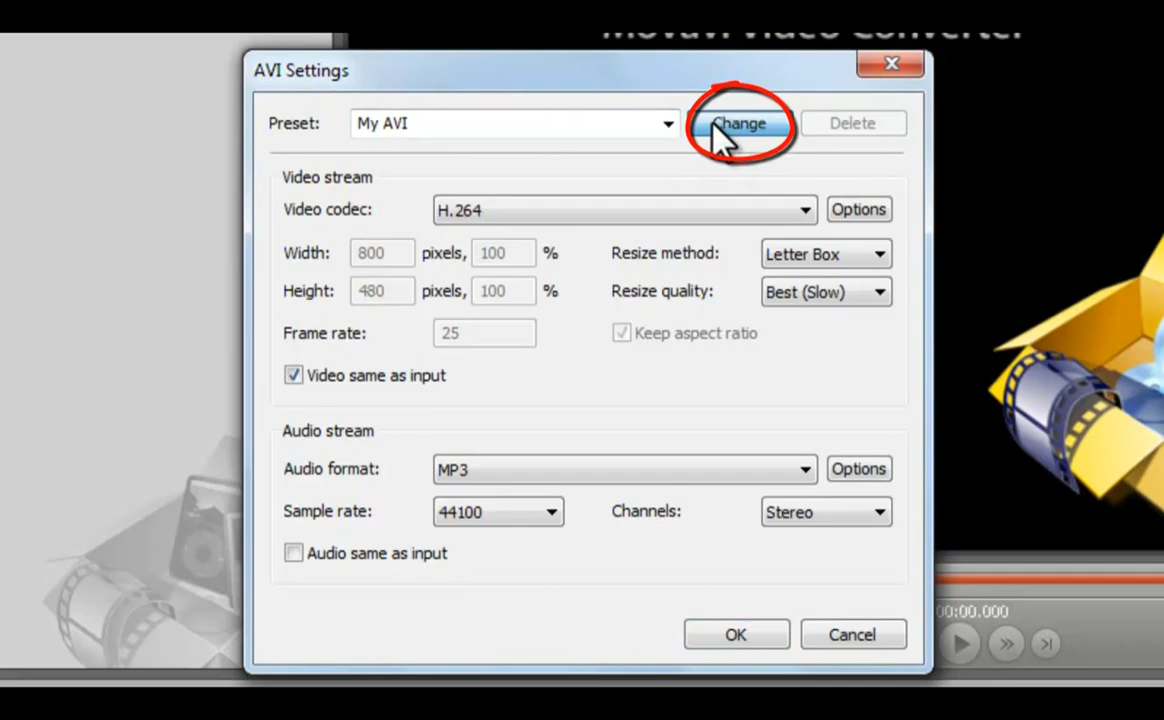 Movavi Video Converter
AVI Settings
Preset: My AVI Change Delete
Video stream
Video codec: H.264 Options
Width: 800 pixels, 100 % Resize method: Letter Box
Height: 480 pixels, 100 % Resize quality: Best (Slow)
Frame rate: 25 Keep aspect ratio
Video same as input
Audio stream
Audio format: MP3 Options
Sample rate: 44100 Channels: Stereo
Audio same as input
00:00.000
OK Cancel